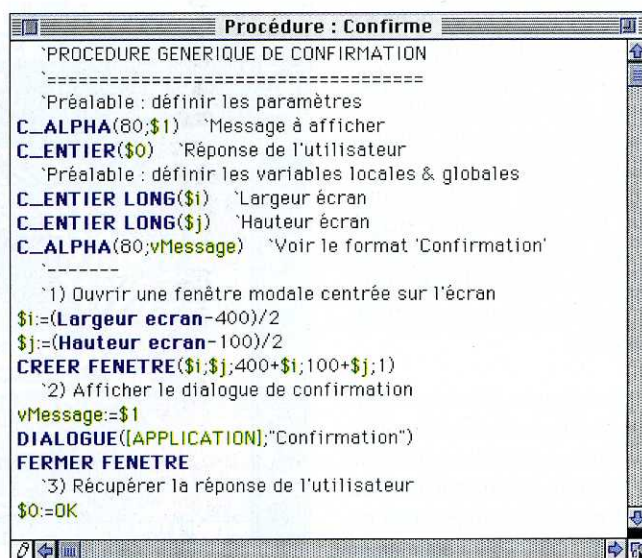 Procédure : Confirme
`PROCEDURE GENERIQUE DE CONFIRMATION
`====================================
`Préalable : définir les paramètres
C_ALPHA(80;$1) `Message à afficher
C_ENTIER($0) `Réponse de l'utilisateur
`Préalable : définir les variables locales & globales
C_ENTIER LONG($i) `Largeur écran
C_ENTIER LONG($j) `Hauteur écran
C_ALPHA(80;vMessage) `Voir le format 'Confirmation'
`-------
`1) Ouvrir une fenêtre modale centrée sur l'écran
$i:=(Largeur ecran-400)/2
$j:=(Hauteur ecran-100)/2
CREER FENETRE($i;$j;400+$i;100+$j;1)
`2) Afficher le dialogue de confirmation
vMessage:=$1
DIALOGUE([APPLICATION];"Confirmation")
FERMER FENETRE
`3) Récupérer la réponse de l'utilisateur
$0:=OK